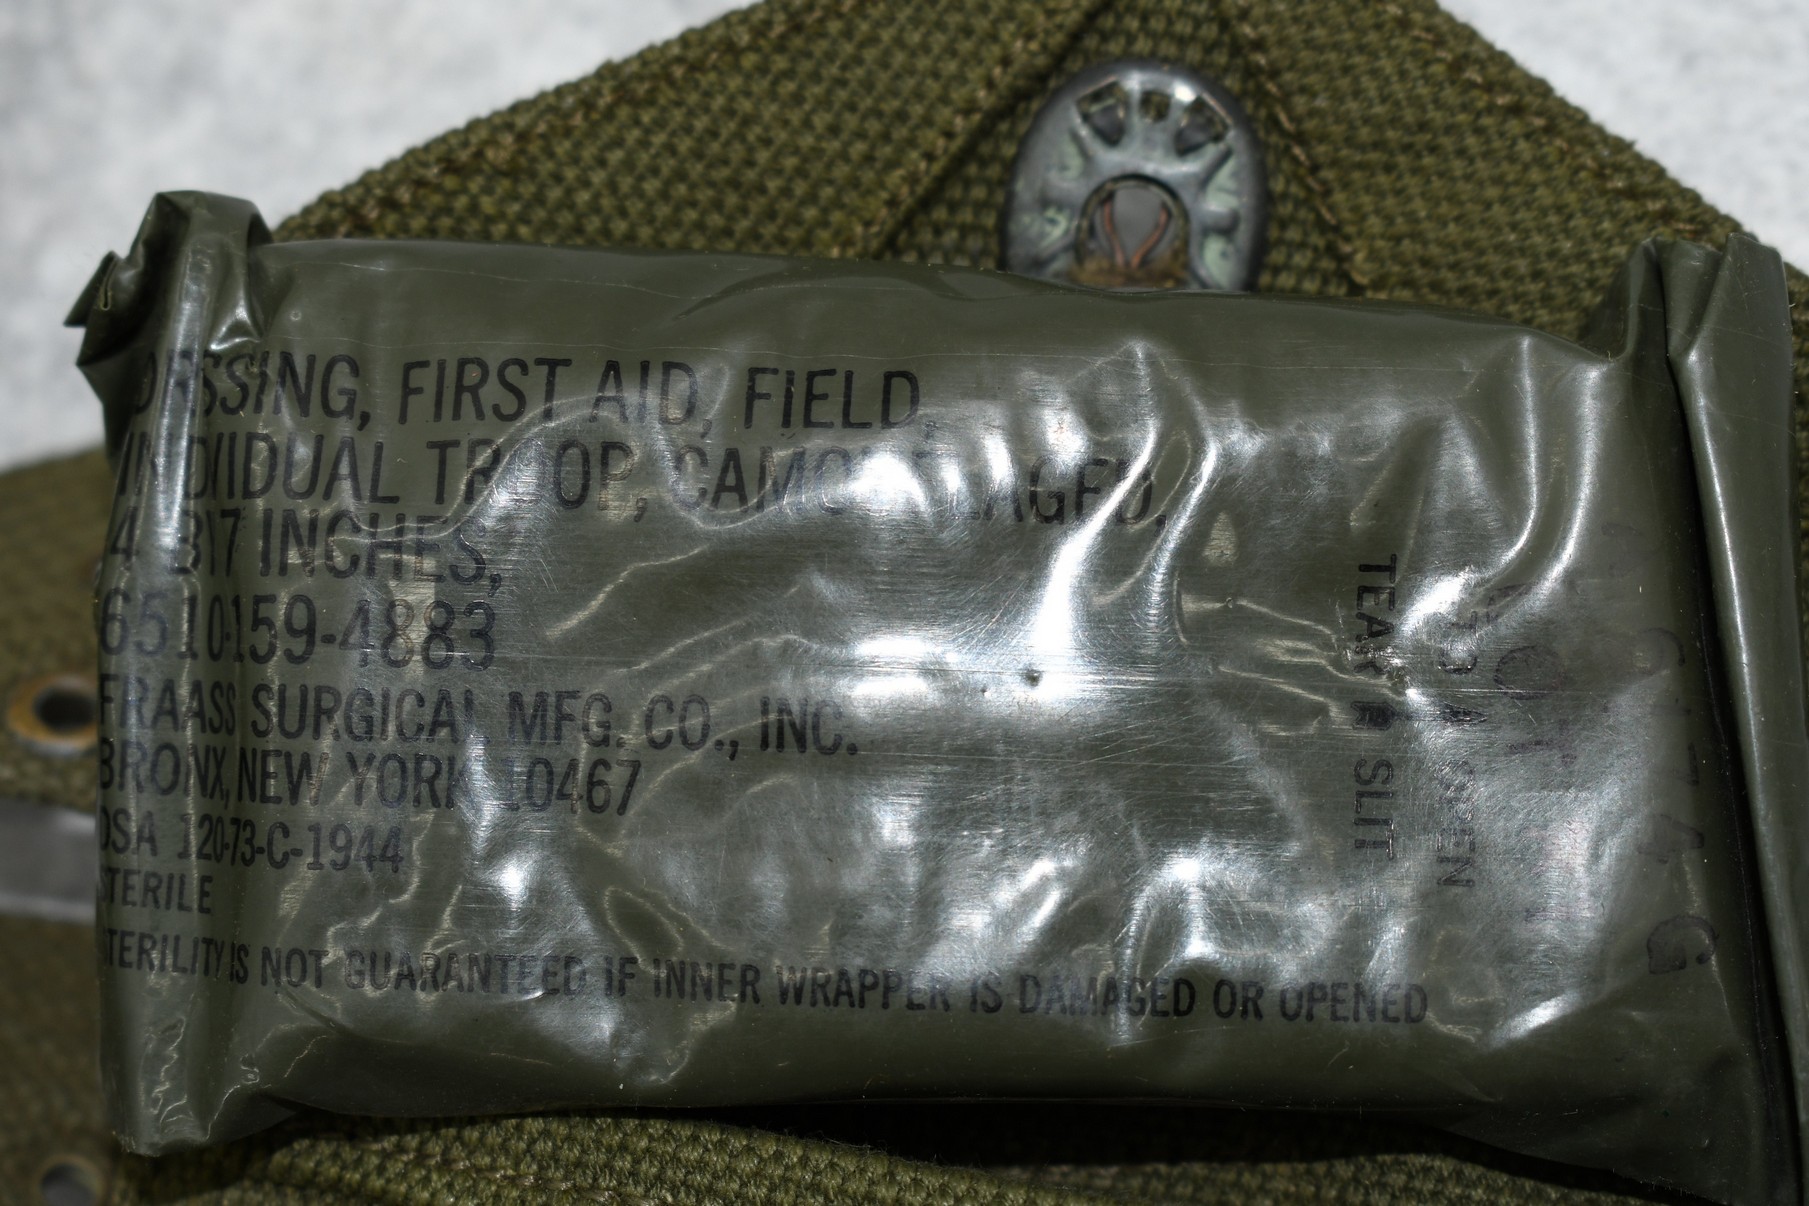 DRESSING, FIRST AID, FIELD,
INDIVIDUAL TROOP, CAMOUFLAGED,
4 BY 7 INCHES,
6510-159-4883
FRAASS SURGICAL MFG. CO., INC.
BRONX, NEW YORK 10467
DSA 120-73-C-1944
STERILE
STERILITY IS NOT GUARANTEED IF INNER WRAPPER IS DAMAGED OR OPENED
TEAR SLIT
TO OPEN